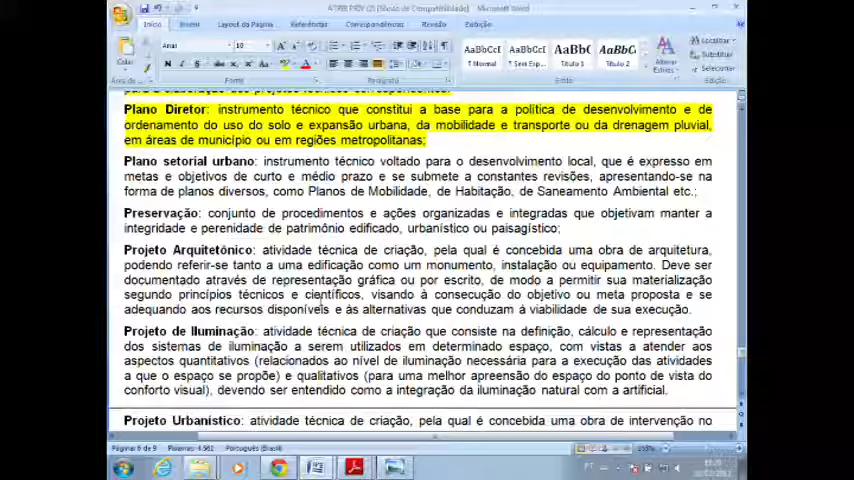 Início Inserir Layout da Página Referências Correspondências Revisão Exibição
Localizar
Substituir
Selecionar
Colar
Arial 10
AaBbCcI AaBbCcI AaBbC AaBbC
¶ Normal ¶ Sem Esp... Título 1 Título 2
Alterar
Fonte Parágrafo Estilo Edição
Plano Diretor: instrumento técnico que constitui a base para a política de desenvolvimento e de
ordenamento do uso do solo e expansão urbana, da mobilidade e transporte ou da drenagem pluvial,
em áreas de município ou em regiões metropolitanas;
Plano setorial urbano: instrumento técnico voltado para o desenvolvimento local, que é expresso em
metas e objetivos de curto e médio prazo e se submete a constantes revisões, apresentando-se na
forma de planos diversos, como Planos de Mobilidade, de Habitação, de Saneamento Ambiental etc.;
Preservação: conjunto de procedimentos e ações organizadas e integradas que objetivam manter a
integridade e perenidade de patrimônio edificado, urbanístico ou paisagístico;
Projeto Arquitetônico: atividade técnica de criação, pela qual é concebida uma obra de arquitetura,
podendo referir-se tanto a uma edificação como um monumento, instalação ou equipamento. Deve ser
documentado através de representação gráfica ou por escrito, de modo a permitir sua materialização
segundo princípios técnicos e científicos, visando à consecução do objetivo ou meta proposta e se
adequando aos recursos disponíveis e às alternativas que conduzam à viabilidade de sua execução.
Projeto de Iluminação: atividade técnica de criação que consiste na definição, cálculo e representação
dos sistemas de iluminação a serem utilizados em determinado espaço, com vistas a atender aos
aspectos quantitativos (relacionados ao nível de iluminação necessária para a execução das atividades
a que o espaço se propõe) e qualitativos (para uma melhor apreensão do espaço do ponto de vista do
conforto visual), devendo ser entendido como a integração da iluminação natural com a artificial.
Projeto Urbanístico: atividade técnica de criação, pela qual é concebida uma obra de intervenção no
Português (Brasil)
PT